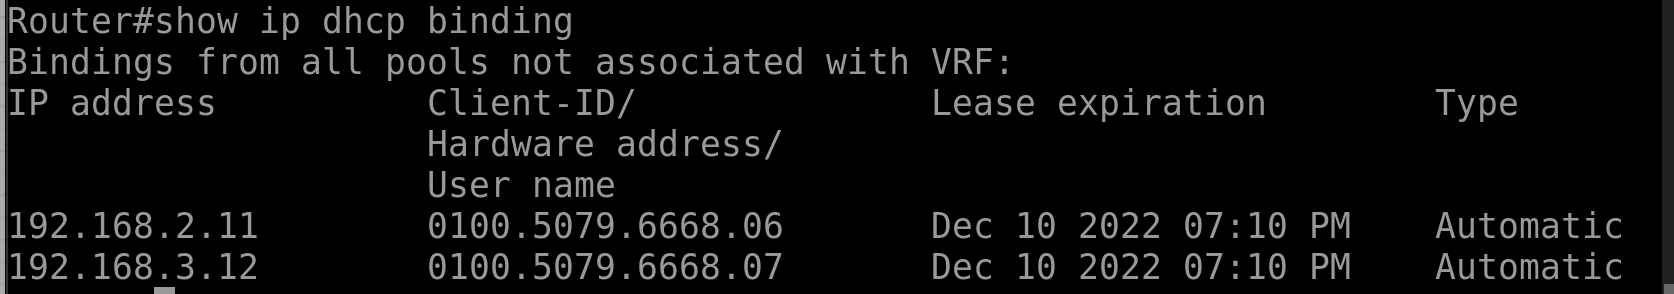 Router#show ip dhcp binding
Bindings from all pools not associated with VRF:
IP address          Client-ID/              Lease expiration        Type
                    Hardware address/
                    User name
192.168.2.11        0100.5079.6668.06       Dec 10 2022 07:10 PM    Automatic
192.168.3.12        0100.5079.6668.07       Dec 10 2022 07:10 PM    Automatic